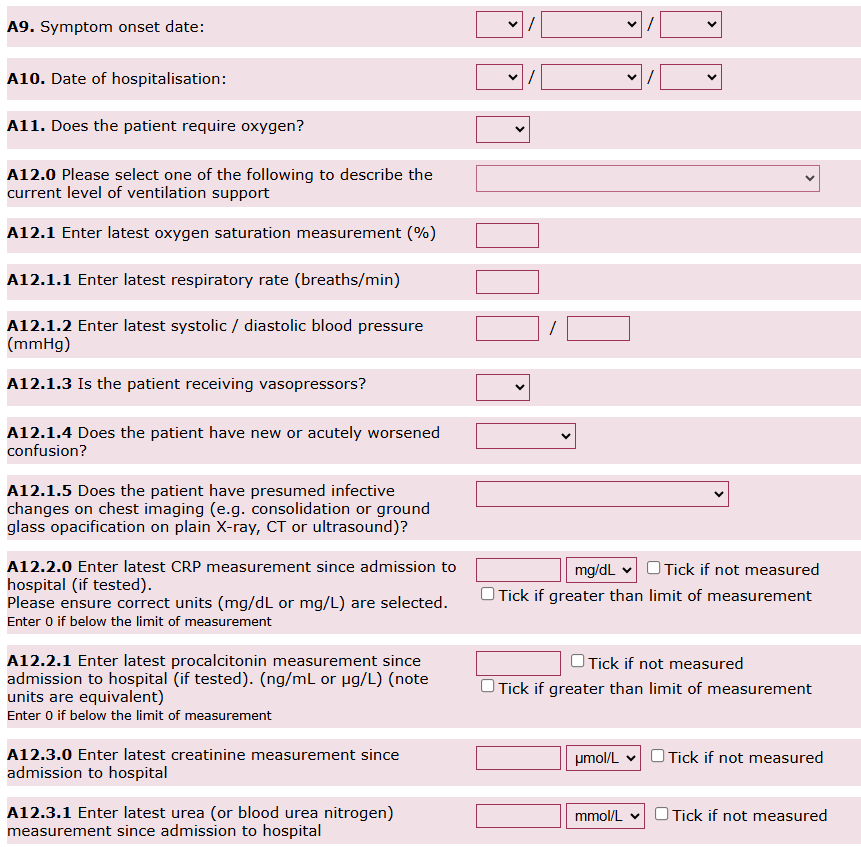 A9. Symptom onset date:
/ /
A10. Date of hospitalisation:
/ /
A11. Does the patient require oxygen?
A12.0 Please select one of the following to describe the
current level of ventilation support
A12.1 Enter latest oxygen saturation measurement (%)
A12.1.1 Enter latest respiratory rate (breaths/min)
A12.1.2 Enter latest systolic / diastolic blood pressure
(mmHg)
/
A12.1.3 Is the patient receiving vasopressors?
A12.1.4 Does the patient have new or acutely worsened
confusion?
A12.1.5 Does the patient have presumed infective
changes on chest imaging (e.g. consolidation or ground
glass opacification on plain X-ray, CT or ultrasound)?
A12.2.0 Enter latest CRP measurement since admission to
hospital (if tested).
Please ensure correct units (mg/dL or mg/L) are selected.
Enter 0 if below the limit of measurement
mg/dL Tick if not measured
Tick if greater than limit of measurement
A12.2.1 Enter latest procalcitonin measurement since
admission to hospital (if tested). (ng/mL or µg/L) (note
units are equivalent)
Enter 0 if below the limit of measurement
Tick if not measured
Tick if greater than limit of measurement
A12.3.0 Enter latest creatinine measurement since
admission to hospital
µmol/L Tick if not measured
A12.3.1 Enter latest urea (or blood urea nitrogen)
measurement since admission to hospital
mmol/L Tick if not measured